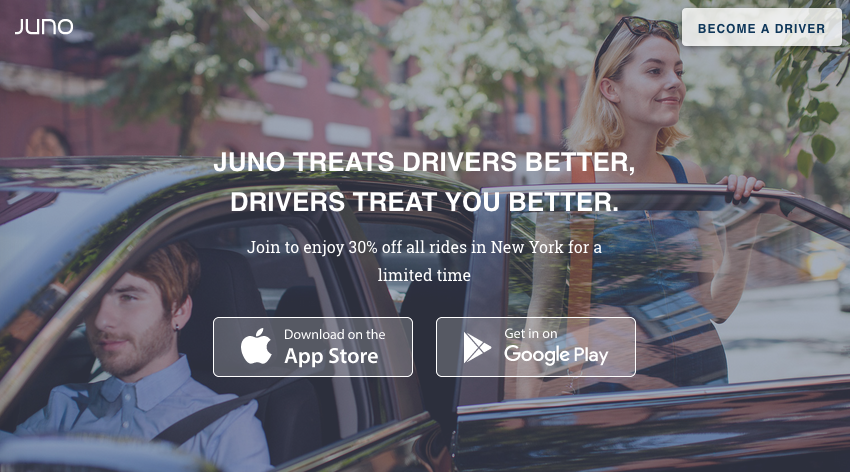 JUNO
BECOME A DRIVER
JUNO TREATS DRIVERS BETTER,
DRIVERS TREAT YOU BETTER.
Join to enjoy 30% off all rides in New York for a
limited time
Download on the
App Store
Get in on
Google Play